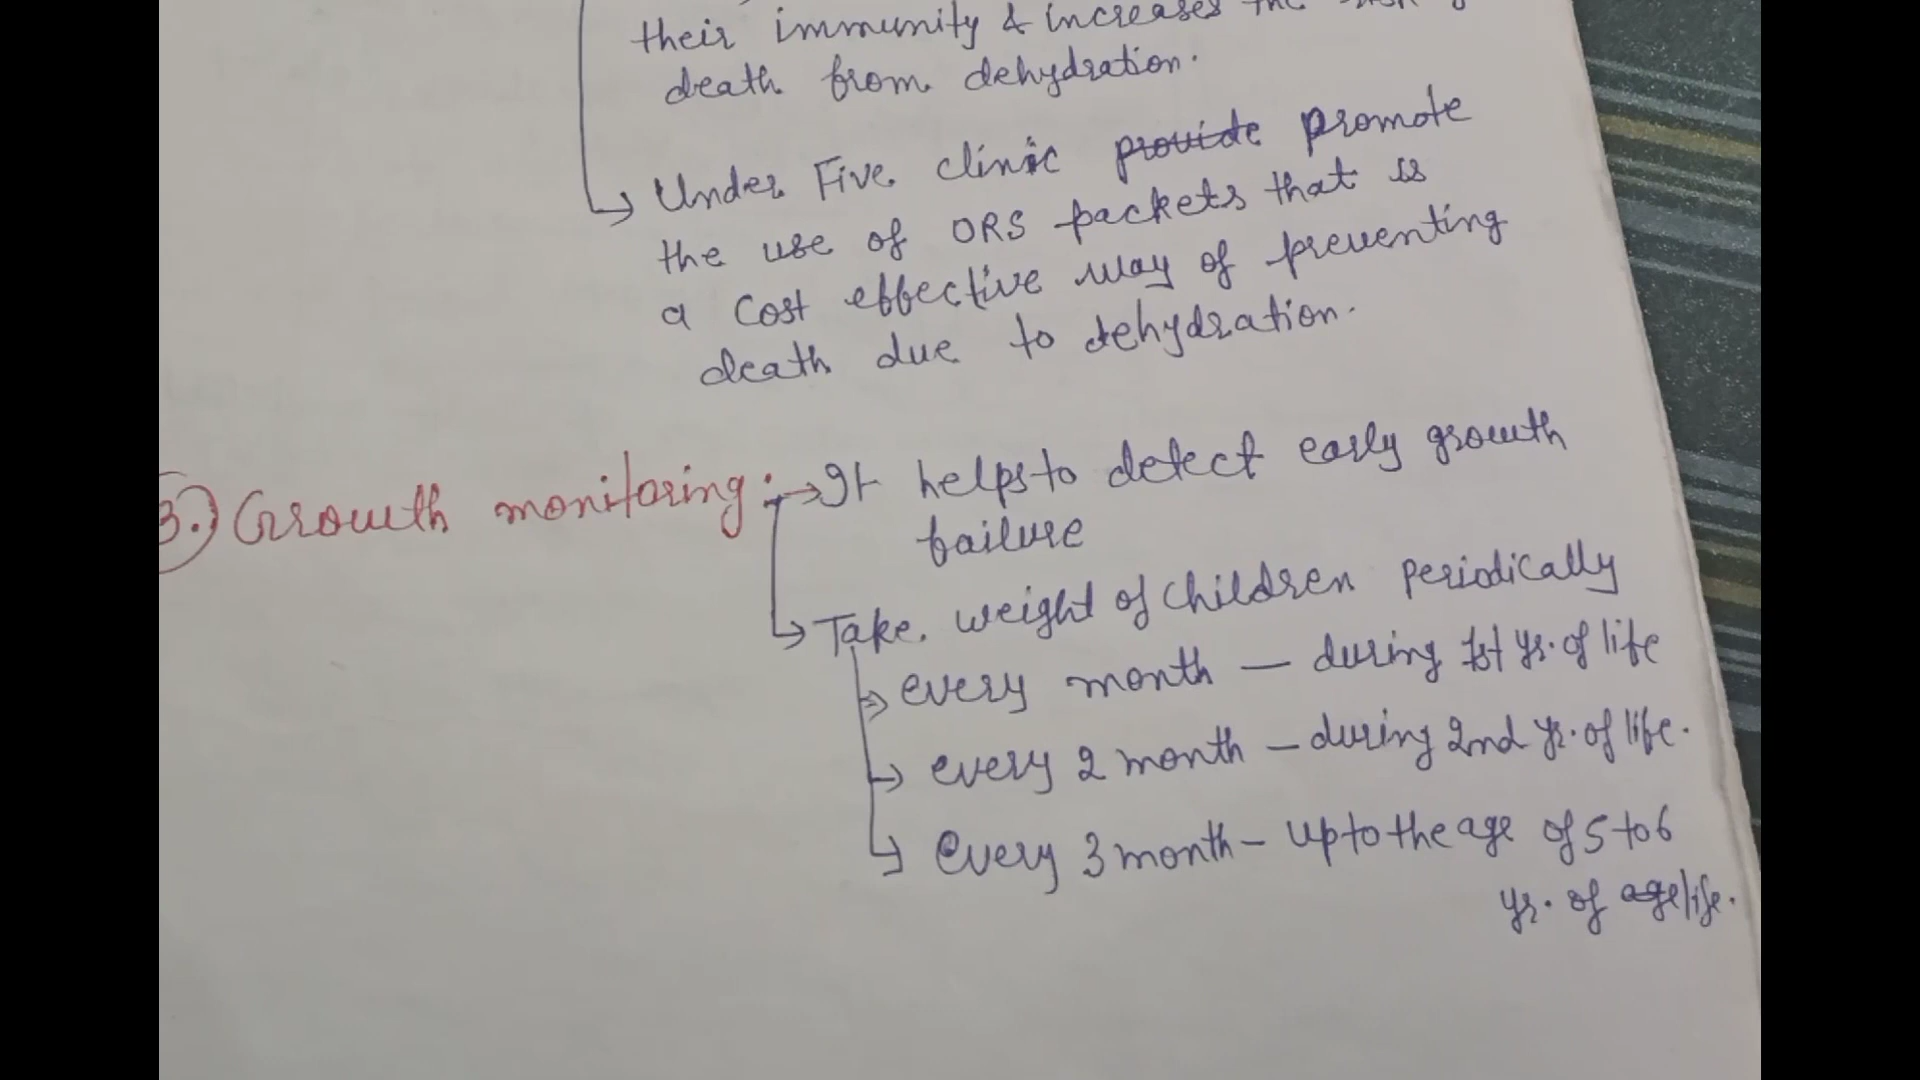 their immunity & increases the
death from dehydration.
→ Under Five clinic provide promote
the use of ORS packets that is
a cost effective way of preventing
death due to dehydration.
3.) Growth monitoring :→ It helps to detect early growth
failure
→ Take weight of children Periodically
→ every month — during 1st yr. of life
→ every 2 month — during 2nd yr. of life.
→ every 3 month — upto the age of 5 to 6
yr. of age life.